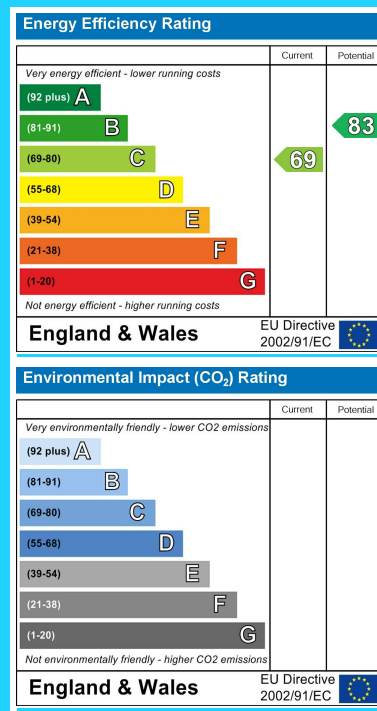 Energy Efficiency Rating
Current Potential
Very energy efficient - lower running costs
(92 plus) A
(81-91) B
83
(69-80) C
69
(55-68) D
(39-54) E
(21-38) F
(1-20) G
Not energy efficient - higher running costs
England & Wales
EU Directive
2002/91/EC
Environmental Impact (CO₂) Rating
Current Potential
Very environmentally friendly - lower CO2 emissions
(92 plus) A
(81-91) B
(69-80) C
(55-68) D
(39-54) E
(21-38) F
(1-20) G
Not environmentally friendly - higher CO2 emissions
England & Wales
EU Directive
2002/91/EC